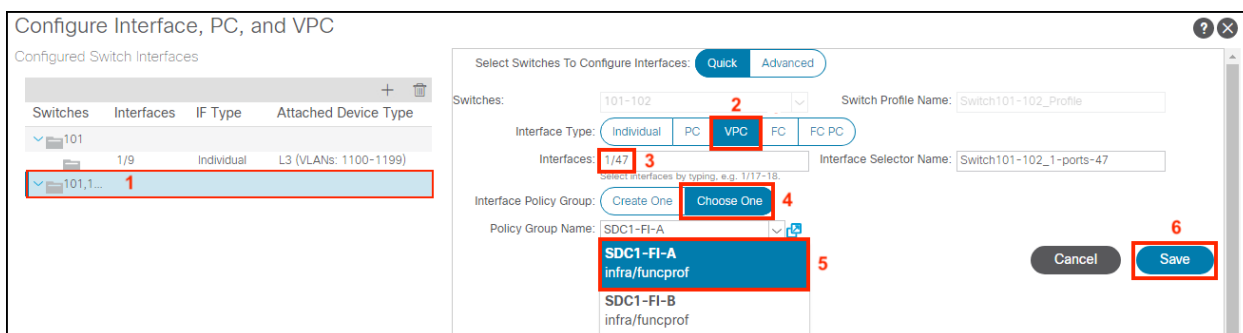 Configure Interface, PC, and VPC
?
Configured Switch Interfaces
Select Switches To Configure Interfaces: Quick Advanced
Switches Interfaces IF Type Attached Device Type
101
1/9 Individual L3 (VLANs: 1100-1199)
101,1... 1
Switches: 101-102 Switch Profile Name: Switch101-102_Profile
2
Interface Type: Individual PC VPC FC FC PC
Interfaces: 1/47 3 Interface Selector Name: Switch101-102_1-ports-47
Select interfaces by typing, e.g. 1/17-18.
Interface Policy Group: Create One Choose One 4
Policy Group Name: SDC1-FI-A
SDC1-FI-A
infra/funcprof
5
SDC1-FI-B
infra/funcprof
6
Cancel Save